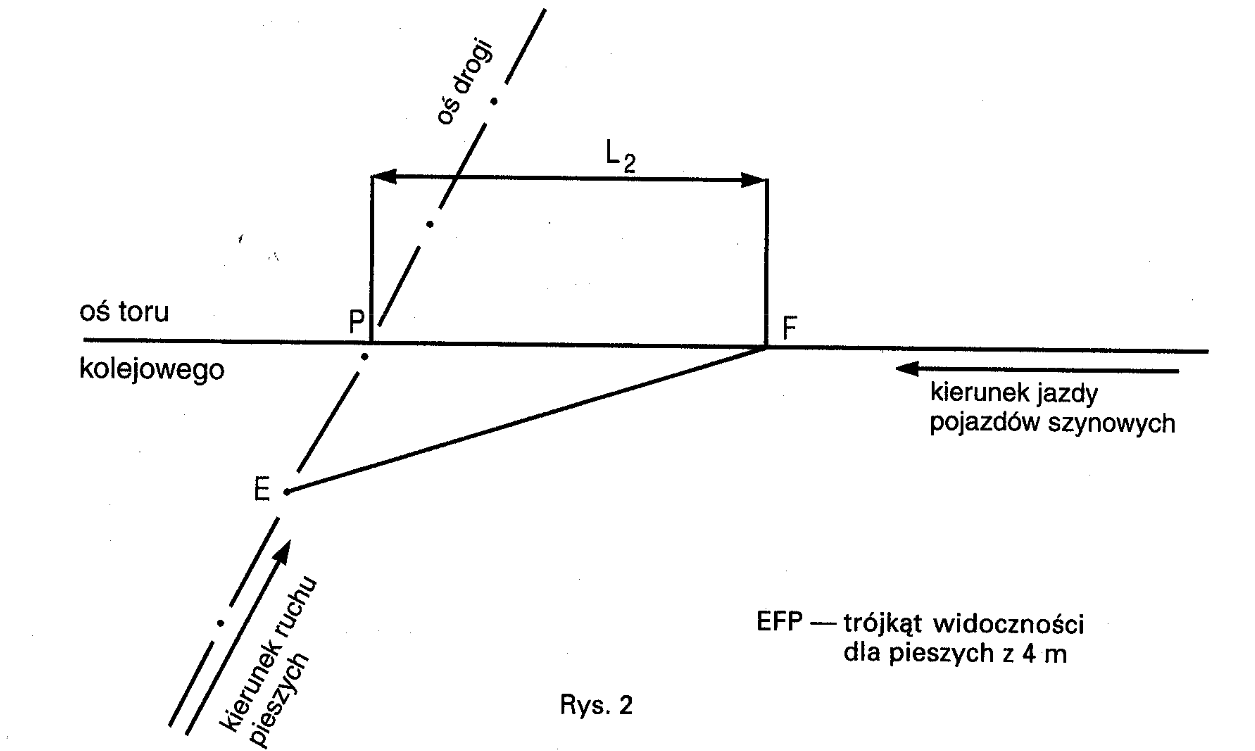 oś drogi
L2
oś toru
P
F
kolejowego
kierunek jazdy
pojazdów szynowych
E
kierunek ruchu
pieszych
EFP — trójkąt widoczności
dla pieszych z 4 m
Rys. 2